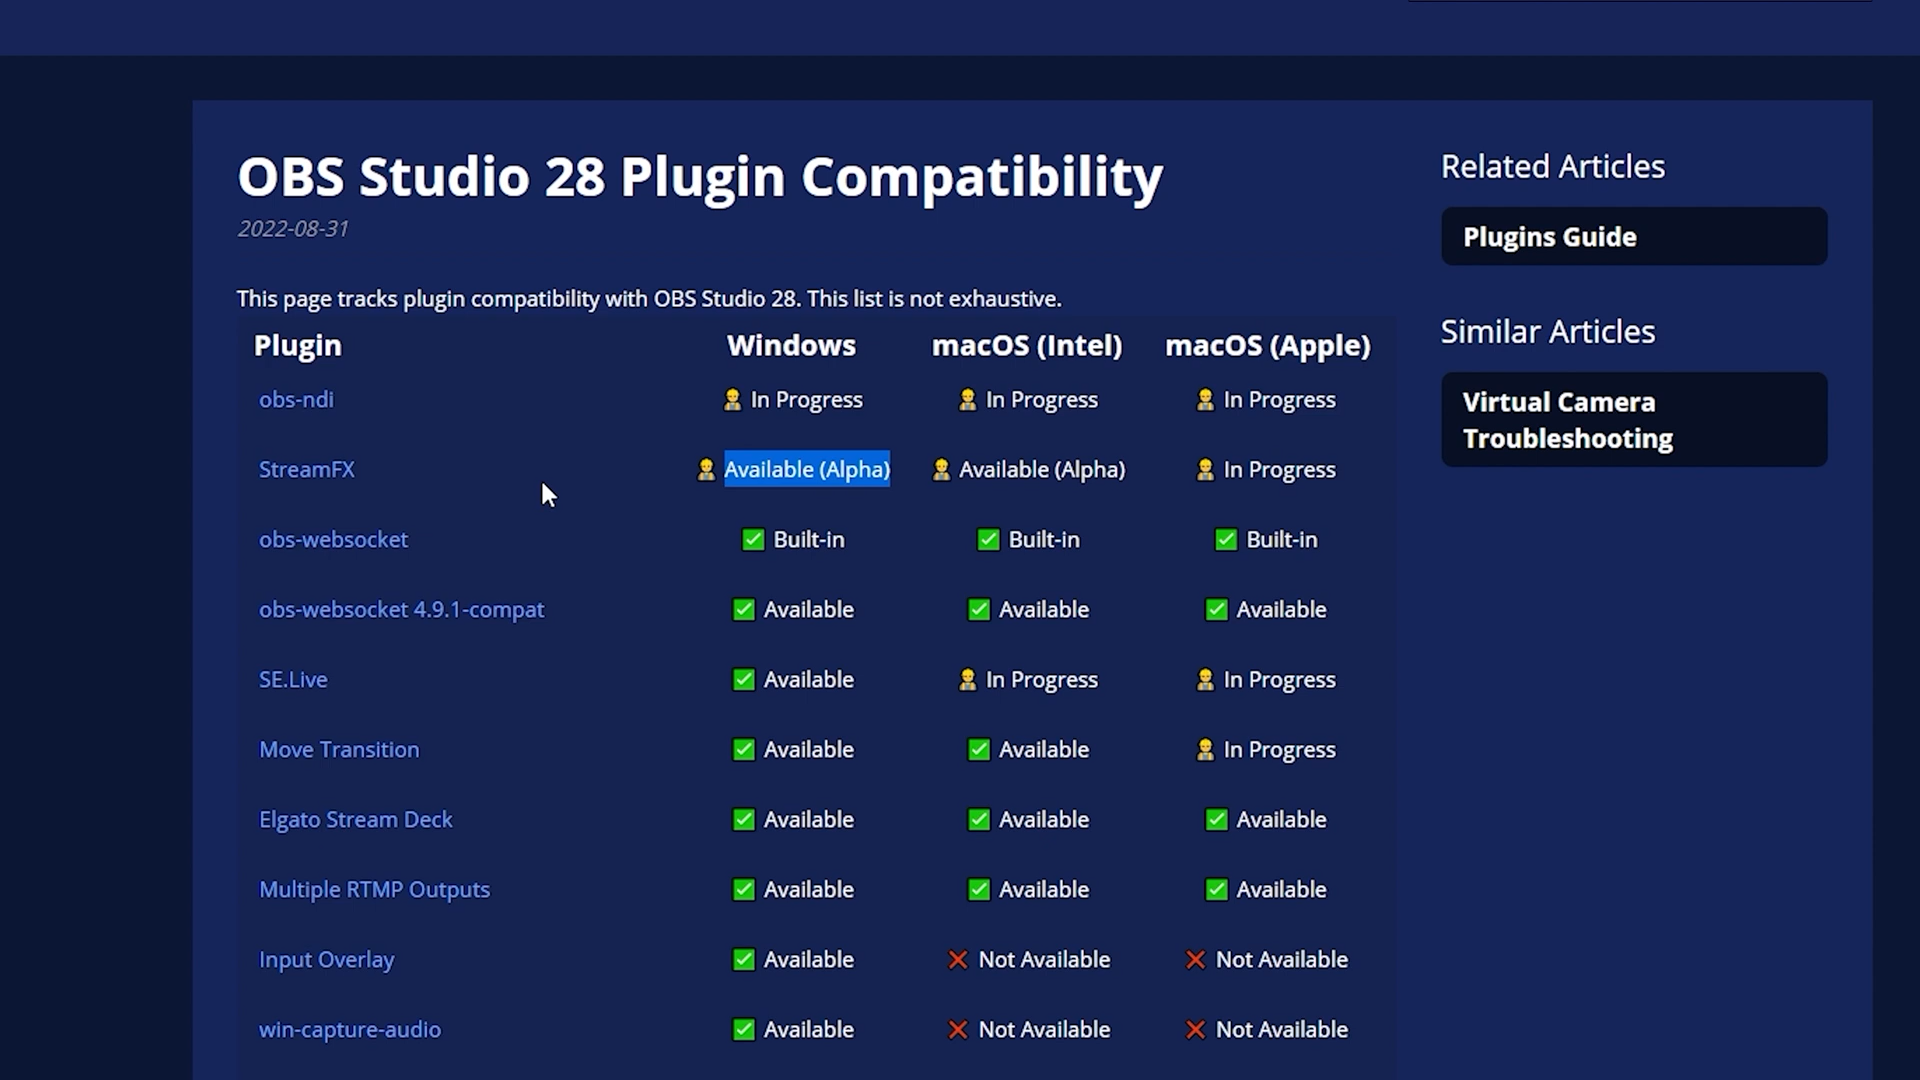 OBS Studio 28 Plugin Compatibility
2022-08-31
This page tracks plugin compatibility with OBS Studio 28. This list is not exhaustive.
Plugin Windows macOS (Intel) macOS (Apple)
obs-ndi In Progress In Progress In Progress
StreamFX Available (Alpha) Available (Alpha) In Progress
obs-websocket Built-in Built-in Built-in
obs-websocket 4.9.1-compat Available Available Available
SE.Live Available In Progress In Progress
Move Transition Available Available In Progress
Elgato Stream Deck Available Available Available
Multiple RTMP Outputs Available Available Available
Input Overlay Available Not Available Not Available
win-capture-audio Available Not Available Not Available
Related Articles
Plugins Guide
Similar Articles
Virtual Camera
Troubleshooting